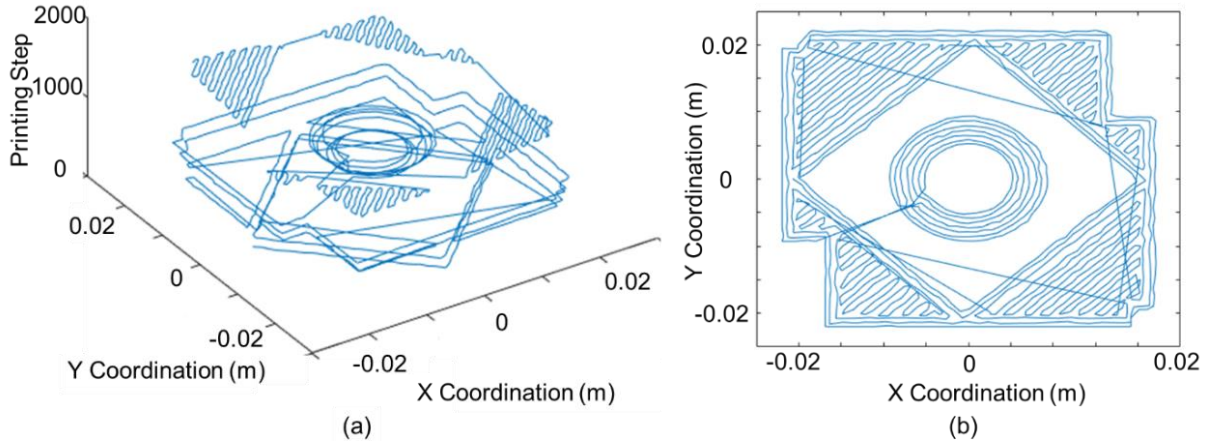 2000
1000
0
Printing Step
0.02
0
-0.02
Y Coordination (m)
-0.02
0
0.02
X Coordination (m)
(a)
0.02
0
-0.02
Y Coordination (m)
-0.02
0
0.02
X Coordination (m)
(b)